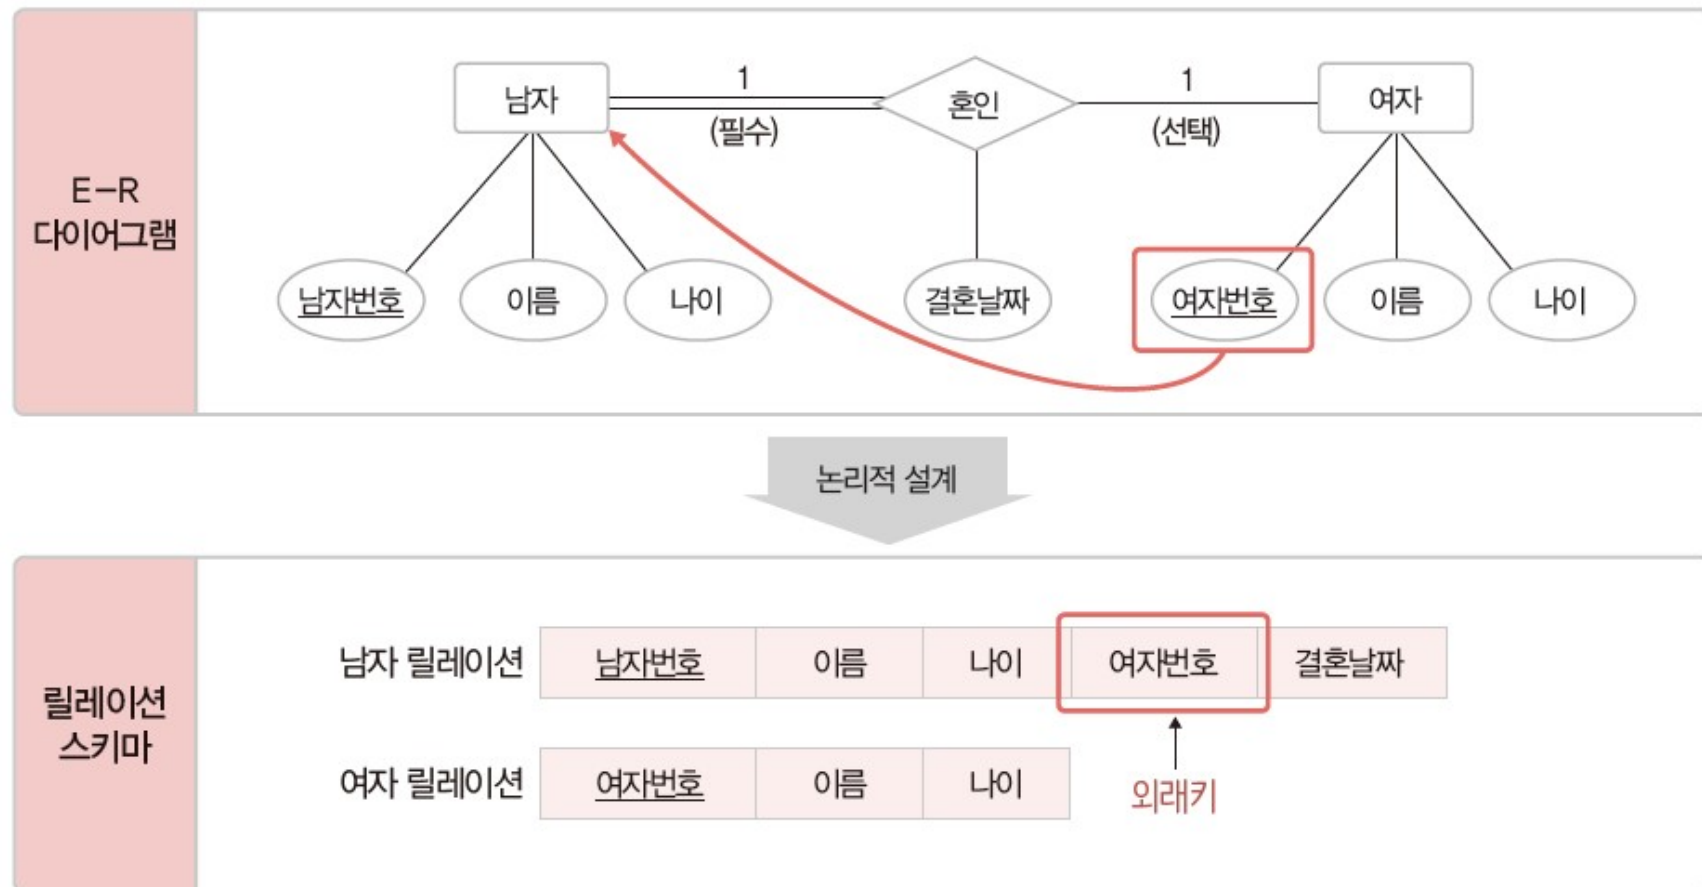 E-R
다이어그램
남자
1
(필수)
혼인
1
(선택)
여자
남자번호
이름
나이
결혼날짜
여자번호
이름
나이
논리적 설계
릴레이션
스키마
남자 릴레이션 남자번호 이름 나이 여자번호 결혼날짜
여자 릴레이션 여자번호 이름 나이
외래키